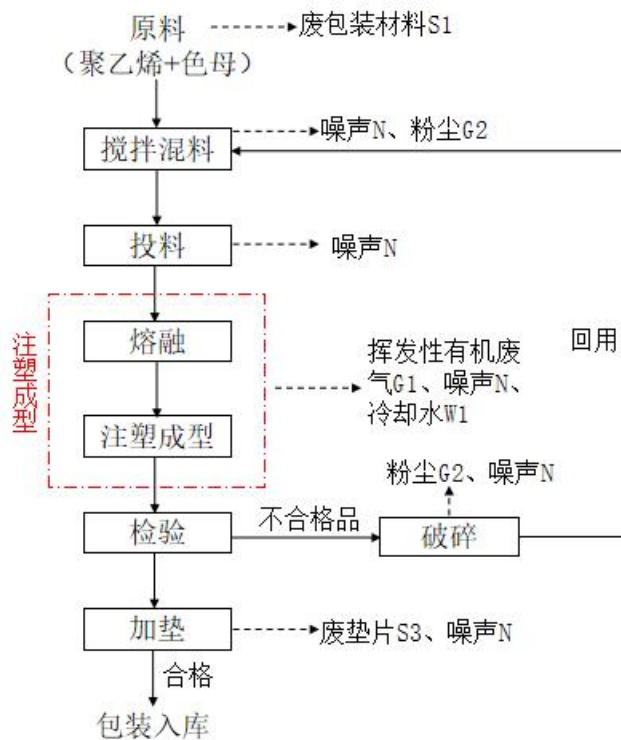 原料
（聚乙烯+色母）
废包装材料S1
搅拌混料
噪声N、粉尘G2
投料
噪声N
注塑成型
熔融
注塑成型
挥发性有机废
气G1、噪声N、
冷却水W1
回用
粉尘G2、噪声N
检验
不合格品
破碎
加垫
废垫片S3、噪声N
合格
包装入库